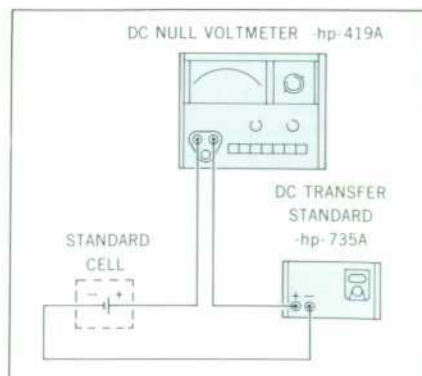 DC NULL VOLTMETER -hp-419A
DC TRANSFER
STANDARD
-hp-735A
STANDARD
CELL
- +
+ -